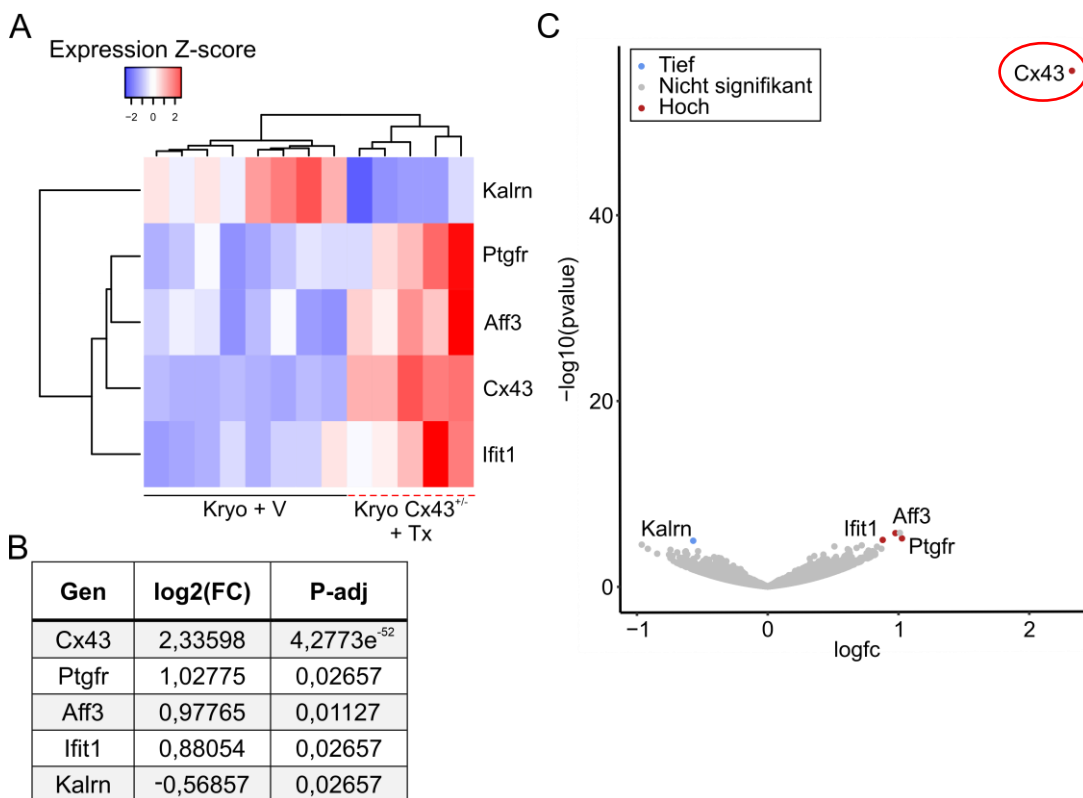 A
Expression Z-score
−2 0 2
Kalrn
Ptgfr
Aff3
Cx43
Ifit1
Kryo + V
Kryo Cx43+/-
+ Tx
B
Gen log2(FC) P-adj
Cx43 2,33598 4,2773e-52
Ptgfr 1,02775 0,02657
Aff3 0,97765 0,01127
Ifit1 0,88054 0,02657
Kalrn -0,56857 0,02657
C
Tief
Nicht signifikant
Hoch
Cx43
−log10(pvalue)
40
20
0
Kalrn
Ifit1
Aff3
Ptgfr
−1 0 1 2
logfc